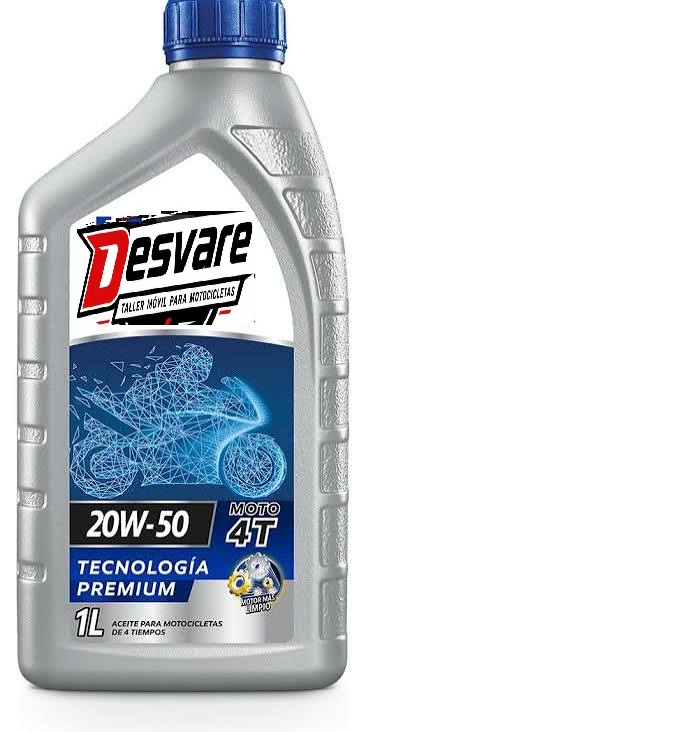 Desvare
TALLER MÓVIL PARA MOTOCICLETAS
20W-50
MOTO
4T
TECNOLOGÍA
PREMIUM
MOTOR MÁS
LIMPIO
1L
ACEITE PARA MOTOCICLETAS
DE 4 TIEMPOS